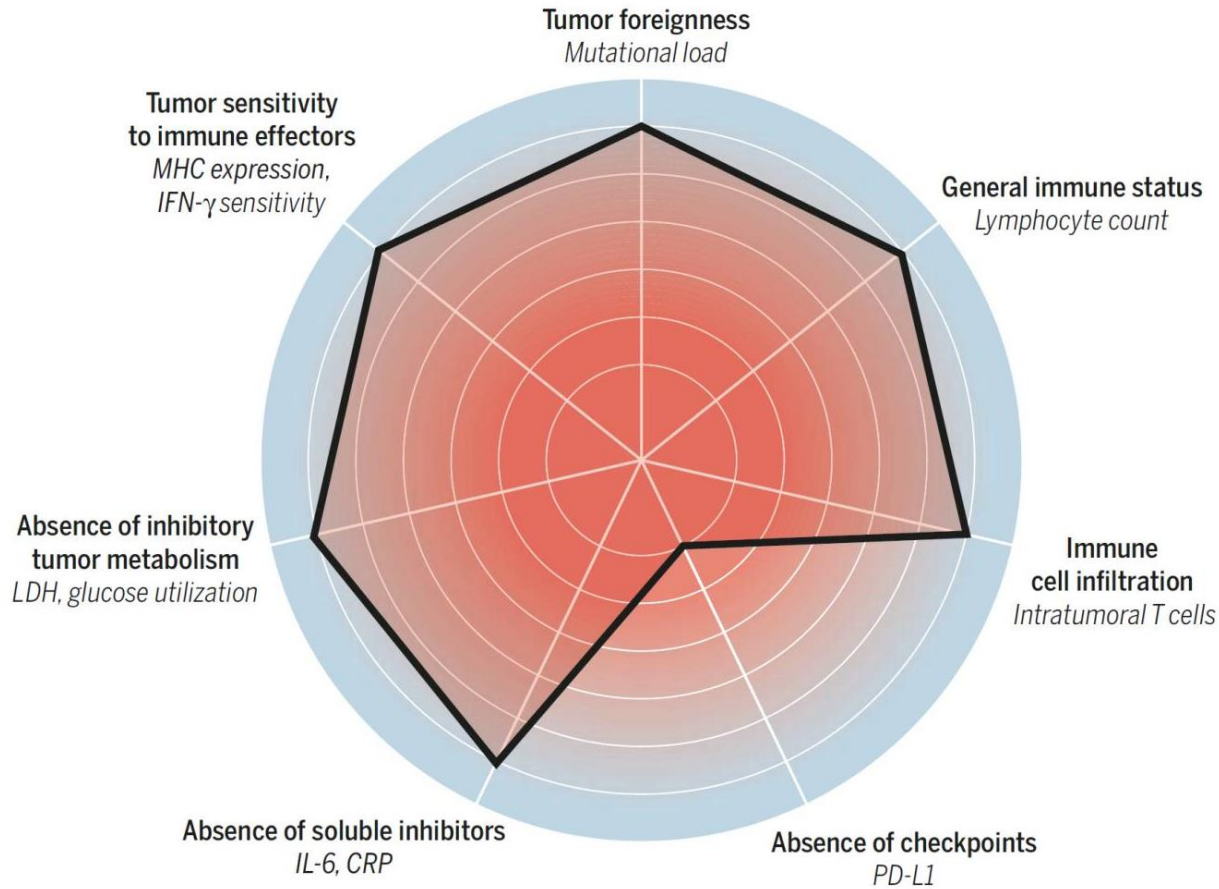 Tumor foreignness
Mutational load
Tumor sensitivity
to immune effectors
MHC expression,
IFN-γ sensitivity
General immune status
Lymphocyte count
Absence of inhibitory
tumor metabolism
LDH, glucose utilization
Immune
cell infiltration
Intratumoral T cells
Absence of soluble inhibitors
IL-6, CRP
Absence of checkpoints
PD-L1